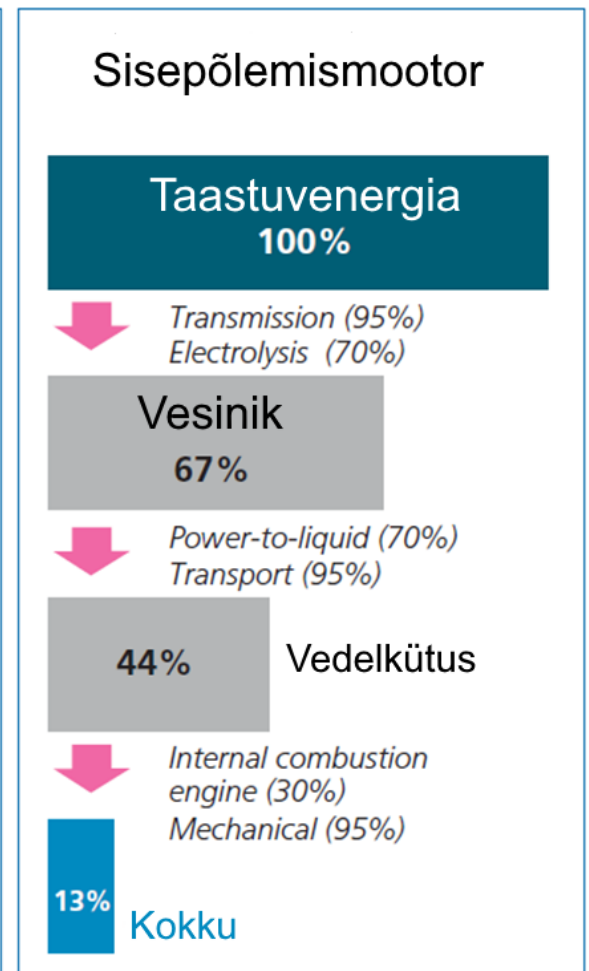 Sisepõlemismootor
Taastuvenergia
100%
Transmission (95%)
Electrolysis (70%)
Vesinik
67%
Power-to-liquid (70%)
Transport (95%)
44%
Vedelkütus
Internal combustion
engine (30%)
Mechanical (95%)
13%
Kokku